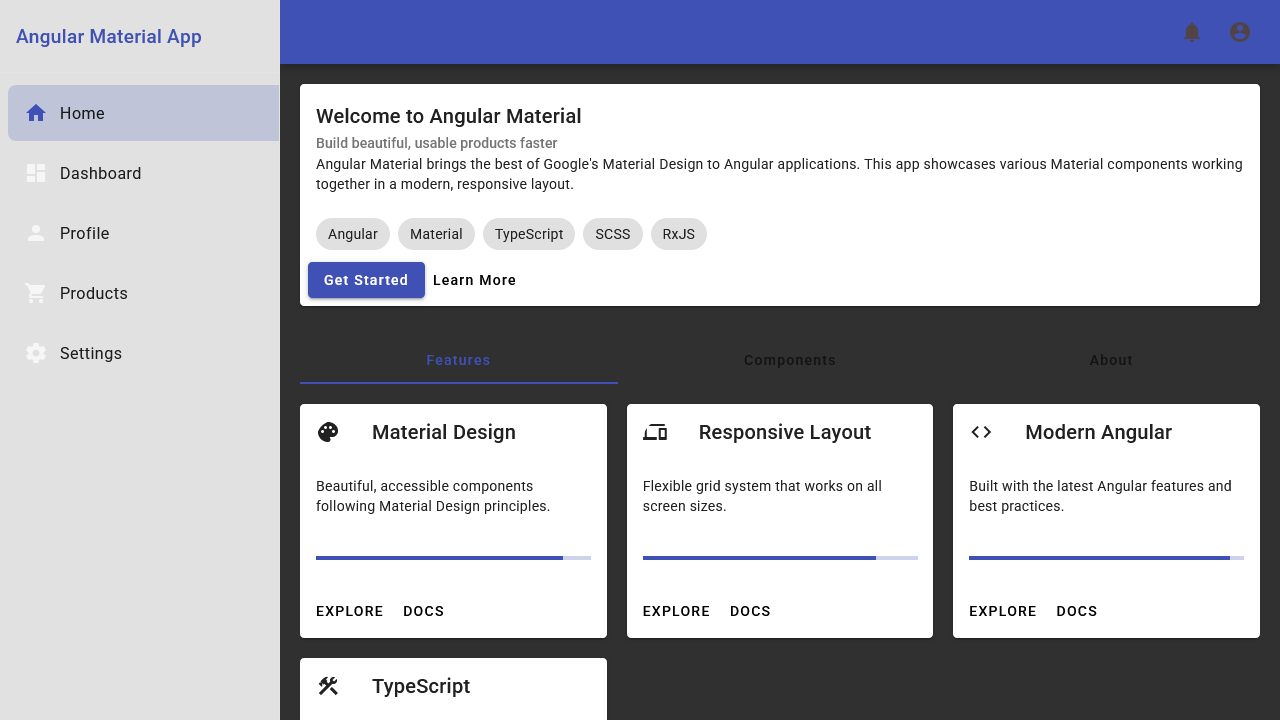 Angular Material App
Home
Dashboard
Profile
Products
Settings
Welcome to Angular Material
Build beautiful, usable products faster
Angular Material brings the best of Google's Material Design to Angular applications. This app showcases various Material components working
together in a modern, responsive layout.
Angular Material TypeScript SCSS RxJS
Get Started Learn More
Features Components About
Material Design
Beautiful, accessible components
following Material Design principles.
EXPLORE DOCS
Responsive Layout
Flexible grid system that works on all
screen sizes.
EXPLORE DOCS
Modern Angular
Built with the latest Angular features and
best practices.
EXPLORE DOCS
TypeScript